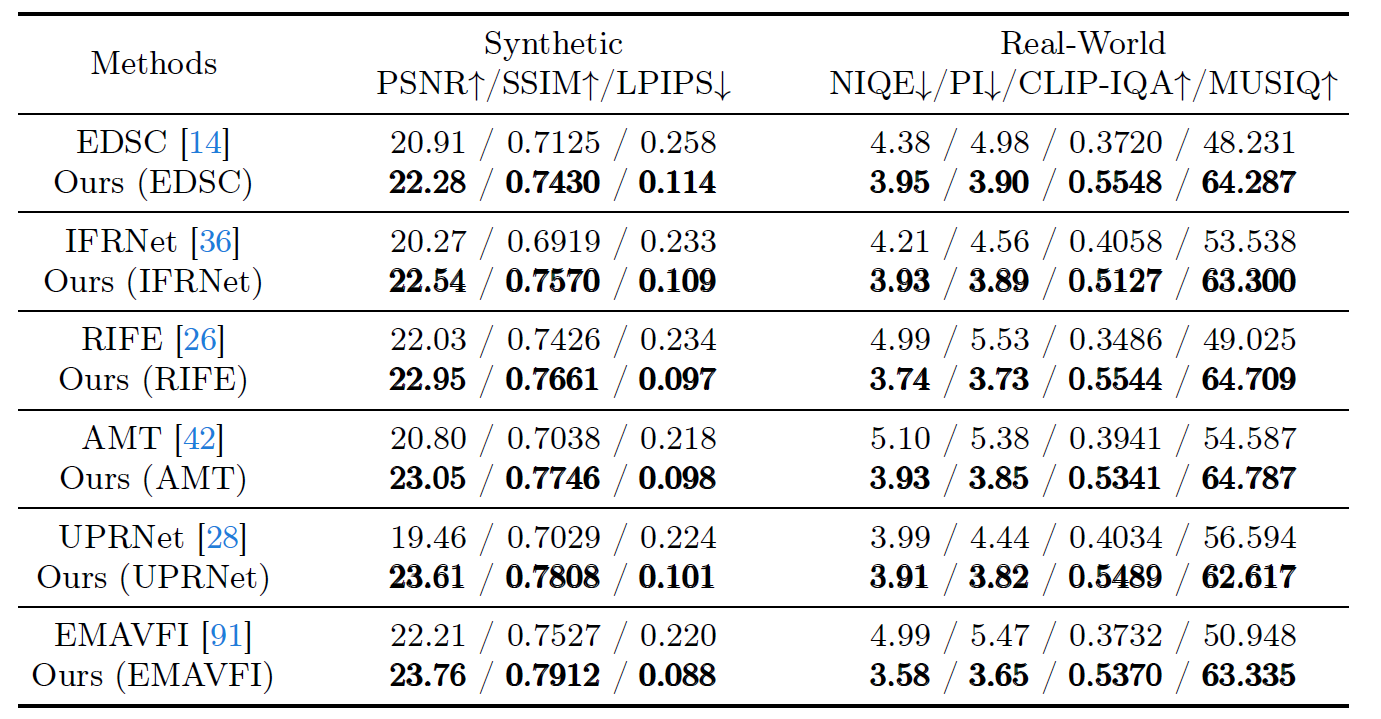 Methods
Synthetic
Real-World
PSNR↑/SSIM↑/LPIPS↓
NIQE↓/PI↓/CLIP-IQA↑/MUSIQ↑
EDSC [14] 20.91 / 0.7125 / 0.258 4.38 / 4.98 / 0.3720 / 48.231
Ours (EDSC) 22.28 / 0.7430 / 0.114 3.95 / 3.90 / 0.5548 / 64.287
IFRNet [36] 20.27 / 0.6919 / 0.233 4.21 / 4.56 / 0.4058 / 53.538
Ours (IFRNet) 22.54 / 0.7570 / 0.109 3.93 / 3.89 / 0.5127 / 63.300
RIFE [26] 22.03 / 0.7426 / 0.234 4.99 / 5.53 / 0.3486 / 49.025
Ours (RIFE) 22.95 / 0.7661 / 0.097 3.74 / 3.73 / 0.5544 / 64.709
AMT [42] 20.80 / 0.7038 / 0.218 5.10 / 5.38 / 0.3941 / 54.587
Ours (AMT) 23.05 / 0.7746 / 0.098 3.93 / 3.85 / 0.5341 / 64.787
UPRNet [28] 19.46 / 0.7029 / 0.224 3.99 / 4.44 / 0.4034 / 56.594
Ours (UPRNet) 23.61 / 0.7808 / 0.101 3.91 / 3.82 / 0.5489 / 62.617
EMAVFI [91] 22.21 / 0.7527 / 0.220 4.99 / 5.47 / 0.3732 / 50.948
Ours (EMAVFI) 23.76 / 0.7912 / 0.088 3.58 / 3.65 / 0.5370 / 63.335